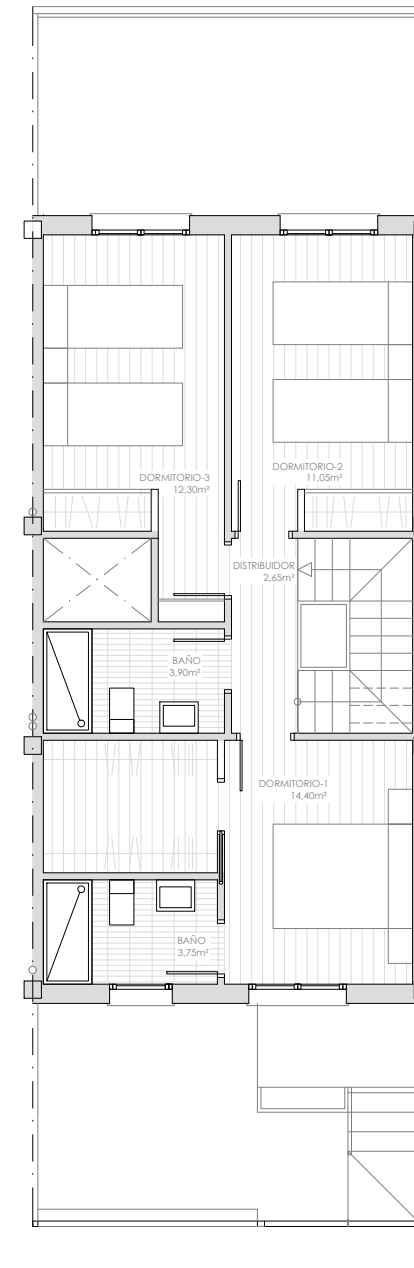 DORMITORIO-2
11,05m²
DORMITORIO-3
12,30m²
DISTRIBUIDOR
2,65m²
BAÑO
3,90m²
DORMITORIO-1
14,40m²
BAÑO
3,75m²